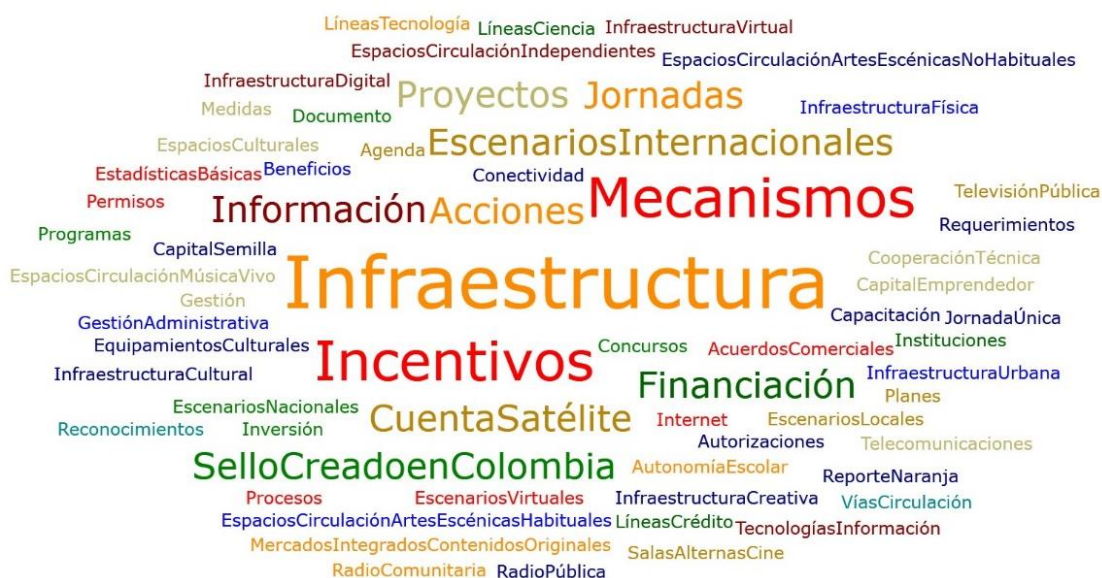 LíneasTecnología LíneasCiencia InfraestructuraVirtual
EspaciosCirculaciónIndependientes EspaciosCirculaciónArtesEscénicasNoHabituales
InfraestructuraDigital Proyectos Jornadas InfraestructuraFísica
Medidas Documento
EspaciosCulturales Agenda EscenariosInternacionales
EstadísticasBásicas Beneficios Conectividad Mecanismos TelevisiónPública
Permisos Información Acciones Requerimientos
Programas
CapitalSemilla CooperaciónTécnica
EspaciosCirculaciónMúsicaVivo Infraestructura CapitalEmprendedor
Gestión
GestiónAdministrativa Capacitación JornadaÚnica
EquipamientosCulturales Incentivos Concursos AcuerdosComerciales Instituciones
InfraestructuraCultural Financiación InfraestructuraUrbana
Planes
EscenariosNacionales CuentaSatélite Internet EscenariosLocales
Reconocimientos Inversión Autorizaciones Telecomunicaciones
SelloCreadoenColombia AutonomíaEscolar ReporteNaranja
Procesos EscenariosVirtuales InfraestructuraCreativa VíasCirculación
EspaciosCirculaciónArtesEscénicasHabituales LíneasCrédito TecnologíasInformación
MercadosIntegradosContenidosOriginales SalasAlternasCine
RadioComunitaria RadioPública